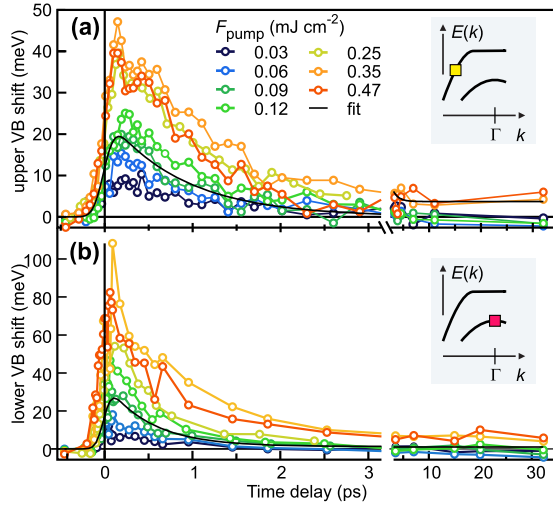 (a)
F_pump (mJ cm⁻²)
0.03 0.25
0.06 0.35
0.09 0.47
0.12 fit
upper VB shift (meV)
50
40
30
20
10
0
E(k)
Γ k
(b)
lower VB shift (meV)
100
80
60
40
20
0
E(k)
Γ k
0 1 2 3 10 20 30
Time delay (ps)